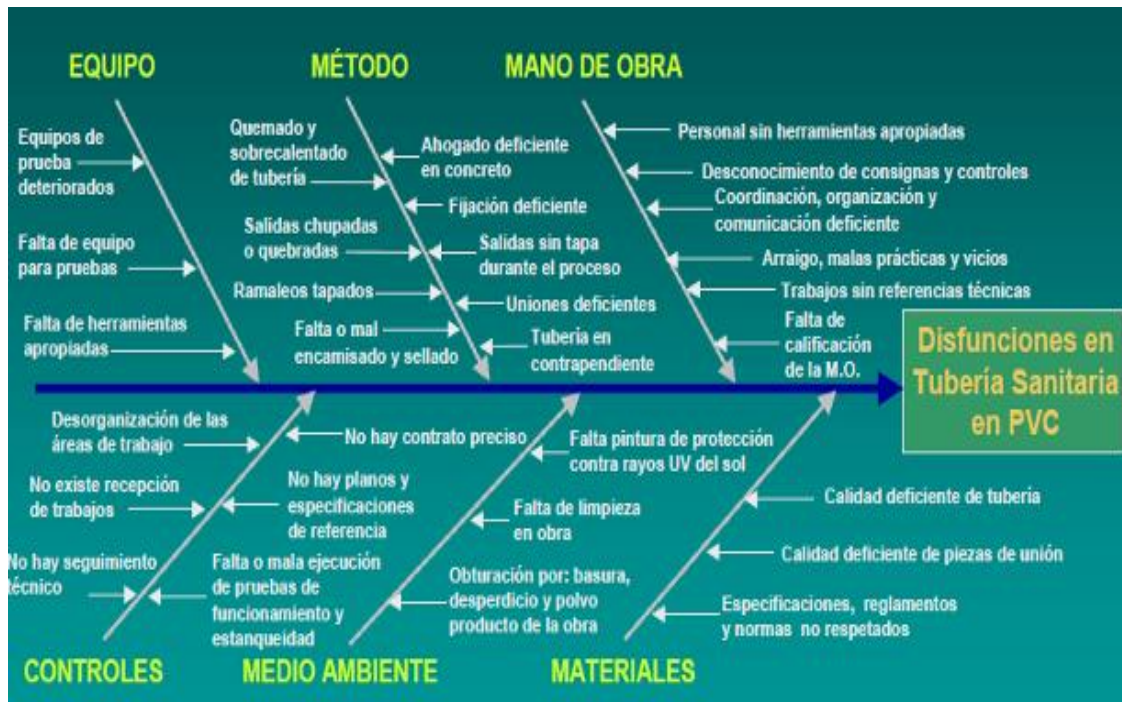 EQUIPO
MÉTODO
MANO DE OBRA
Equipos de
prueba
deteriorados
Falta de equipo
para pruebas
Falta de herramientas
apropiadas
Quemado y
sobrecalentado
de tubería
Salidas chupadas
o quebradas
Ramaleos tapados
Falta o mal
encamisado y sellado
Ahogado deficiente
en concreto
Fijación deficiente
Salidas sin tapa
durante el proceso
Uniones deficientes
Tubería en
contrapendiente
Personal sin herramientas apropiadas
Desconocimiento de consignas y controles
Coordinación, organización y
comunicación deficiente
Arraigo, malas prácticas y vicios
Trabajos sin referencias técnicas
Falta de
calificación
de la M.O.
Disfunciones en
Tubería Sanitaria
en PVC
Desorganización de las
áreas de trabajo
No existe recepción
de trabajos
No hay seguimiento
técnico
No hay contrato preciso
No hay planos y
especificaciones
de referencia
Falta o mala ejecución
de pruebas de
funcionamiento y
estanqueidad
Falta pintura de protección
contra rayos UV del sol
Falta de limpieza
en obra
Obturación por: basura,
desperdicio y polvo
producto de la obra
Calidad deficiente de tubería
Calidad deficiente de piezas de unión
Especificaciones, reglamentos
y normas no respetados
CONTROLES
MEDIO AMBIENTE
MATERIALES